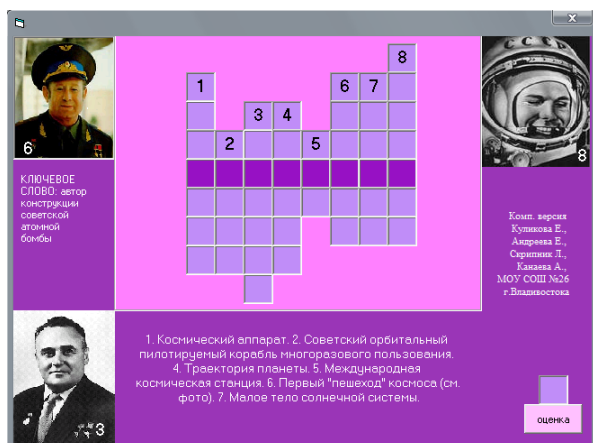 x
8
1
6
7
3
4
2
5
6
8
КЛЮЧЕВОЕ
СЛОВО: автор
конструкции
советской
атомной
бомбы
Комп. версия
Куликова Е.,
Андреева Е.,
Скрипник Л.,
Канаева А.,
МОУ СОШ №26
г.Владивостока
СССР
3
1. Космический аппарат. 2. Советский орбитальный
пилотируемый корабль многоразового пользования.
4. Траектория планеты. 5. Международная
космическая станция. 6. Первый "пешеход" космоса (см.
фото). 7. Малое тело солнечной системы.
оценка